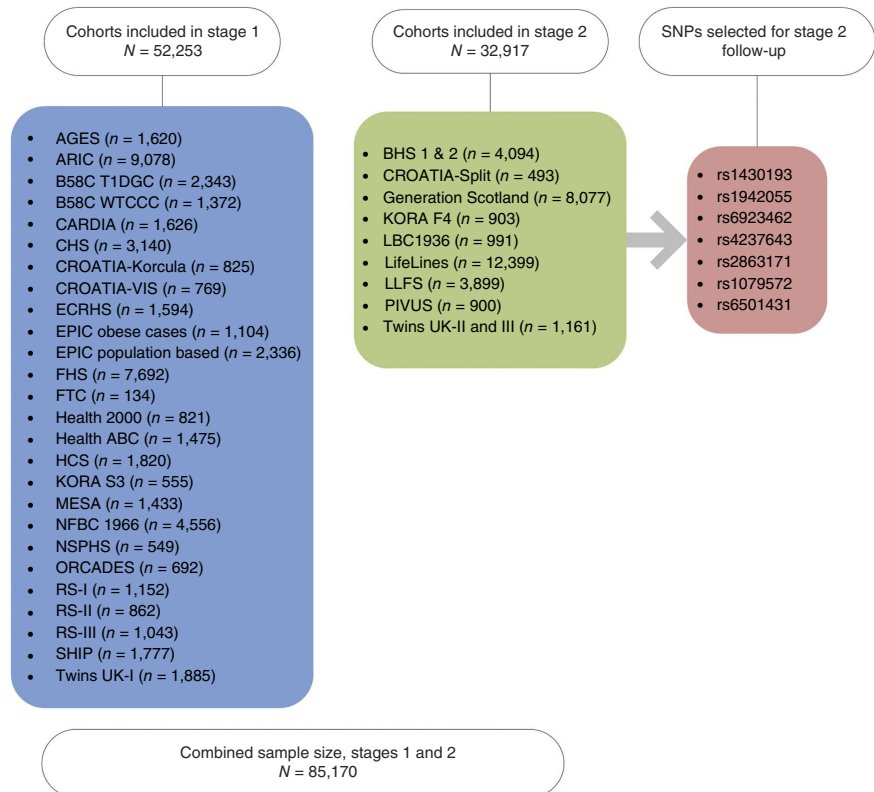 Cohorts included in stage 1
N = 52,253
Cohorts included in stage 2
N = 32,917
SNPs selected for stage 2
follow-up
• AGES (n = 1,620)
• ARIC (n = 9,078)
• B58C T1DGC (n = 2,343)
• B58C WTCCC (n = 1,372)
• CARDIA (n = 1,626)
• CHS (n = 3,140)
• CROATIA-Korcula (n = 825)
• CROATIA-VIS (n = 769)
• ECRHS (n = 1,594)
• EPIC obese cases (n = 1,104)
• EPIC population based (n = 2,336)
• FHS (n = 7,692)
• FTC (n = 134)
• Health 2000 (n = 821)
• Health ABC (n = 1,475)
• HCS (n = 1,820)
• KORA S3 (n = 555)
• MESA (n = 1,433)
• NFBC 1966 (n = 4,556)
• NSPHS (n = 549)
• ORCADES (n = 692)
• RS-I (n = 1,152)
• RS-II (n = 862)
• RS-III (n = 1,043)
• SHIP (n = 1,777)
• Twins UK-I (n = 1,885)
• BHS 1 & 2 (n = 4,094)
• CROATIA-Split (n = 493)
• Generation Scotland (n = 8,077)
• KORA F4 (n = 903)
• LBC1936 (n = 991)
• LifeLines (n = 12,399)
• LLFS (n = 3,899)
• PIVUS (n = 900)
• Twins UK-II and III (n = 1,161)
• rs1430193
• rs1942055
• rs6923462
• rs4237643
• rs2863171
• rs1079572
• rs6501431
Combined sample size, stages 1 and 2
N = 85,170